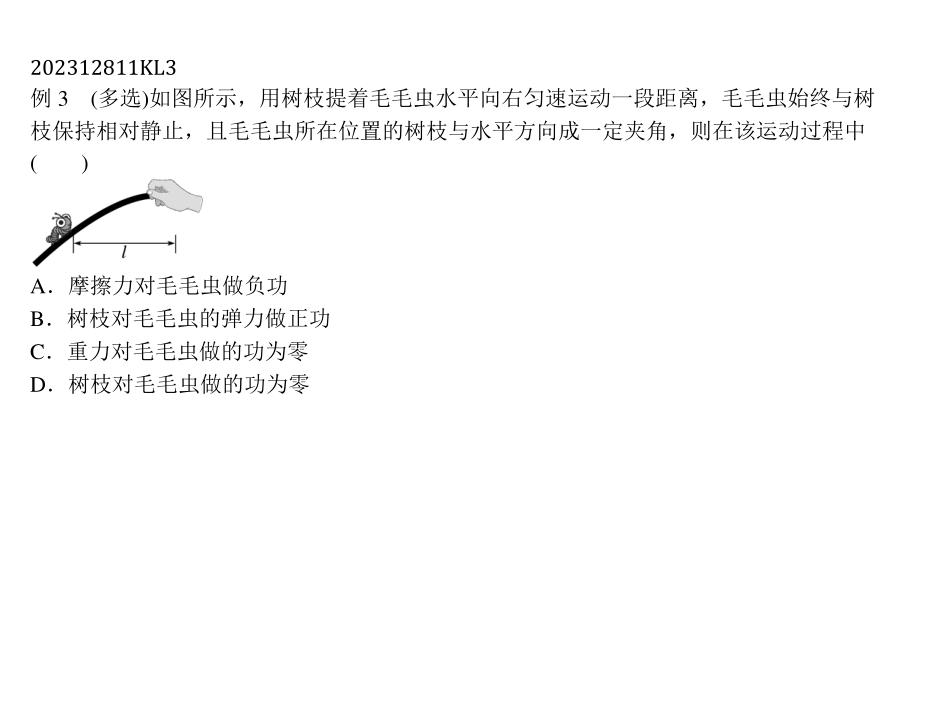 202312811KL3
例 3　(多选)如图所示，用树枝提着毛毛虫水平向右匀速运动一段距离，毛毛虫始终与树
枝保持相对静止，且毛毛虫所在位置的树枝与水平方向成一定夹角，则在该运动过程中
(　　)
l
A．摩擦力对毛毛虫做负功
B．树枝对毛毛虫的弹力做正功
C．重力对毛毛虫做的功为零
D．树枝对毛毛虫做的功为零